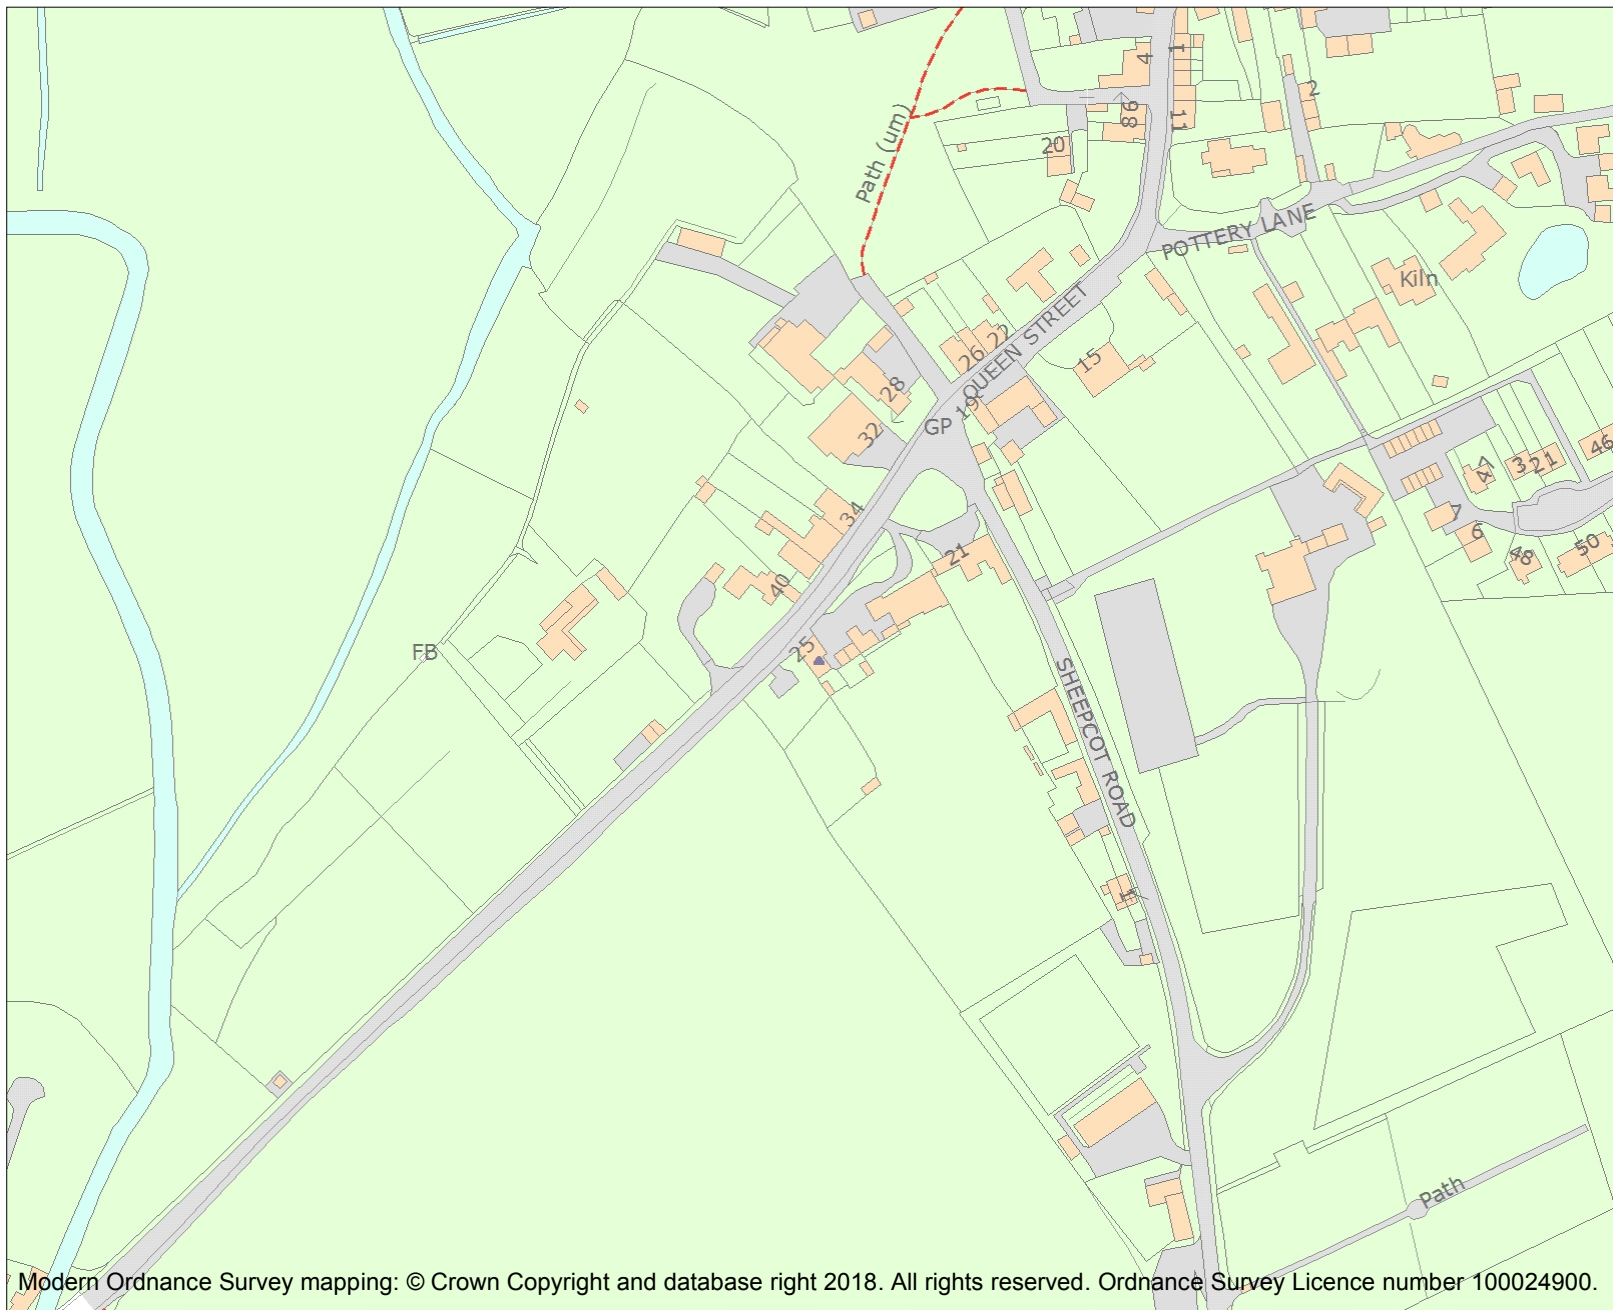 4
1
2
86
11
20
Path (um)
POTTERY LANE
Kiln
QUEEN STREET
22
26
15
28
19
GP
32
46
47
3
21
34
7
6
50
48
21
40
25
FB
SHEEPCOT ROAD
1
Path
Modern Ordnance Survey mapping: © Crown Copyright and database right 2018. All rights reserved. Ordnance Survey Licence number 100024900.